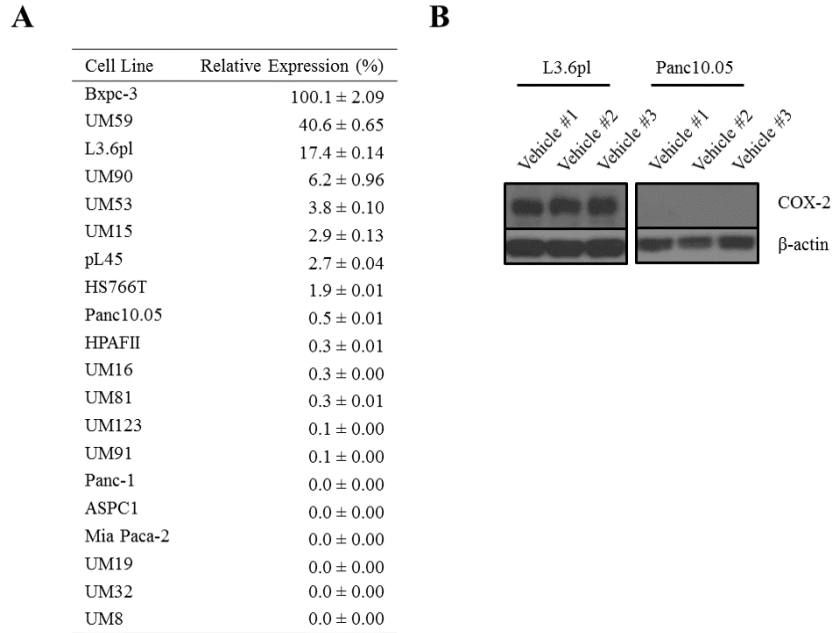 A
Cell Line Relative Expression (%)
Bxpc-3 100.1 ± 2.09
UM59 40.6 ± 0.65
L3.6pl 17.4 ± 0.14
UM90 6.2 ± 0.96
UM53 3.8 ± 0.10
UM15 2.9 ± 0.13
pL45 2.7 ± 0.04
HS766T 1.9 ± 0.01
Panc10.05 0.5 ± 0.01
HPAFII 0.3 ± 0.01
UM16 0.3 ± 0.00
UM81 0.3 ± 0.01
UM123 0.1 ± 0.00
UM91 0.1 ± 0.00
Panc-1 0.0 ± 0.00
ASPC1 0.0 ± 0.00
Mia Paca-2 0.0 ± 0.00
UM19 0.0 ± 0.00
UM32 0.0 ± 0.00
UM8 0.0 ± 0.00
B
L3.6pl Panc10.05
Vehicle #1 Vehicle #2 Vehicle #3 Vehicle #1 Vehicle #2 Vehicle #3
COX-2
β-actin